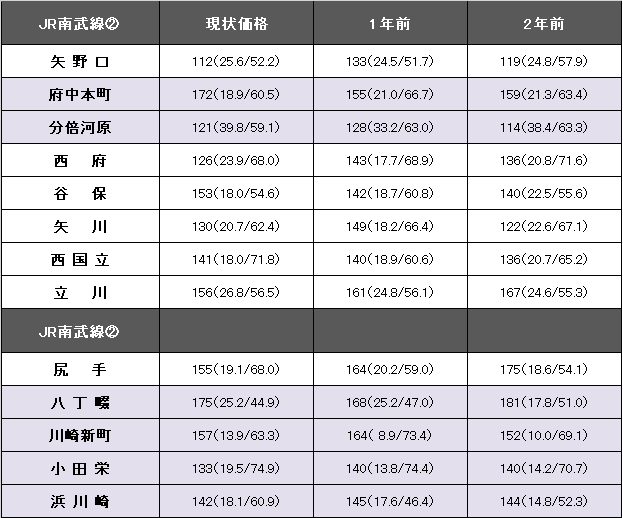 JR南武線② 現状価格 1年前 2年前
矢野口 112(25.6/52.2) 133(24.5/51.7) 119(24.8/57.9)
府中本町 172(18.9/60.5) 155(21.0/66.7) 159(21.3/63.4)
分倍河原 121(39.8/59.1) 128(33.2/63.0) 114(38.4/63.3)
西府 126(23.9/68.0) 143(17.7/68.9) 136(20.8/71.6)
谷保 153(18.0/54.6) 142(18.7/60.8) 140(22.5/55.6)
矢川 130(20.7/62.4) 149(18.2/66.4) 122(22.6/67.1)
西国立 141(18.0/71.8) 140(18.9/60.6) 136(20.7/65.2)
立川 156(26.8/56.5) 161(24.8/56.1) 167(24.6/55.3)
JR南武線②
尻手 155(19.1/68.0) 164(20.2/59.0) 175(18.6/54.1)
八丁畷 175(25.2/44.9) 168(25.2/47.0) 181(17.8/51.0)
川崎新町 157(13.9/63.3) 164( 8.9/73.4) 152(10.0/69.1)
小田栄 133(19.5/74.9) 140(13.8/74.4) 140(14.2/70.7)
浜川崎 142(18.1/60.9) 145(17.6/46.4) 144(14.8/52.3)